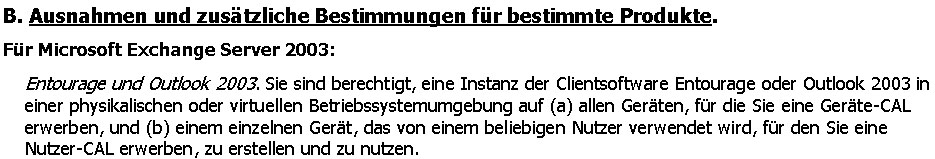 B. Ausnahmen und zusätzliche Bestimmungen für bestimmte Produkte.
Für Microsoft Exchange Server 2003:
Entourage und Outlook 2003. Sie sind berechtigt, eine Instanz der Clientsoftware Entourage oder Outlook 2003 in
einer physikalischen oder virtuellen Betriebssystemumgebung auf (a) allen Geräten, für die Sie eine Geräte-CAL
erwerben, und (b) einem einzelnen Gerät, das von einem beliebigen Nutzer verwendet wird, für den Sie eine
Nutzer-CAL erwerben, zu erstellen und zu nutzen.